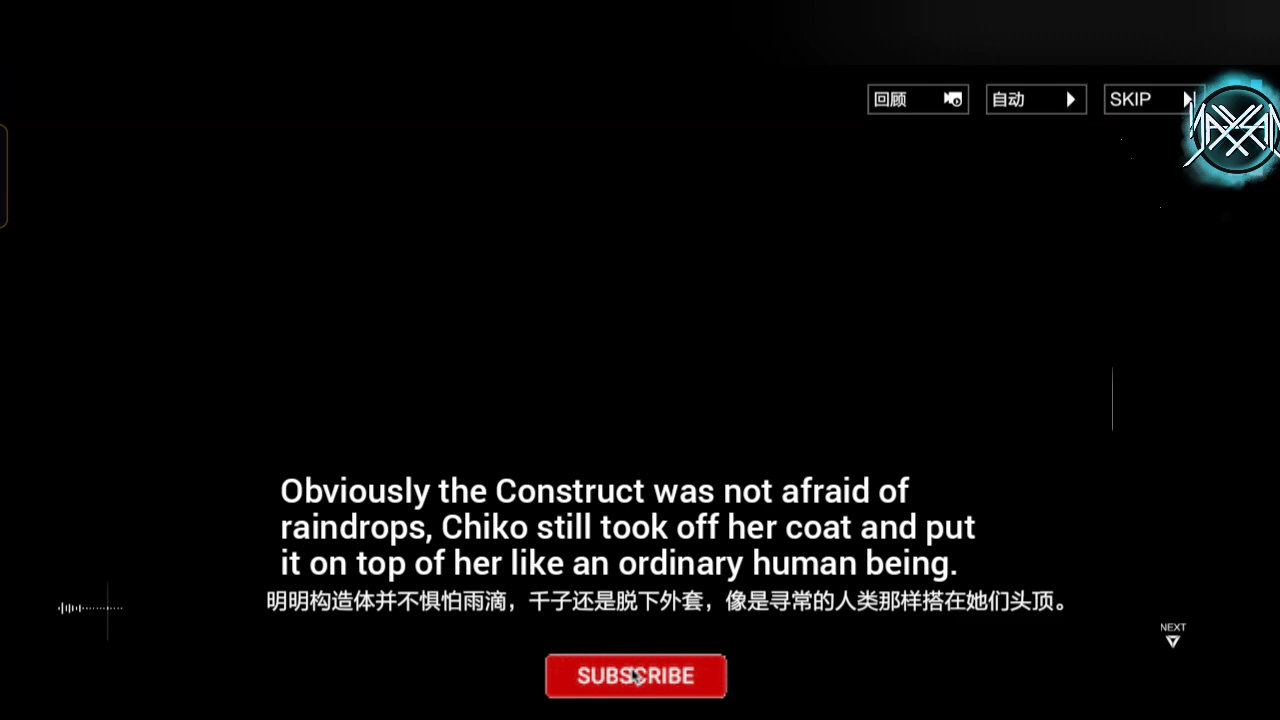 回顾
自动
SKIP
Obviously the Construct was not afraid of
raindrops, Chiko still took off her coat and put
it on top of her like an ordinary human being.
明明构造体并不惧怕雨滴，千子还是脱下外套，像是寻常的人类那样搭在她们头顶。
NEXT
SUBSCRIBE